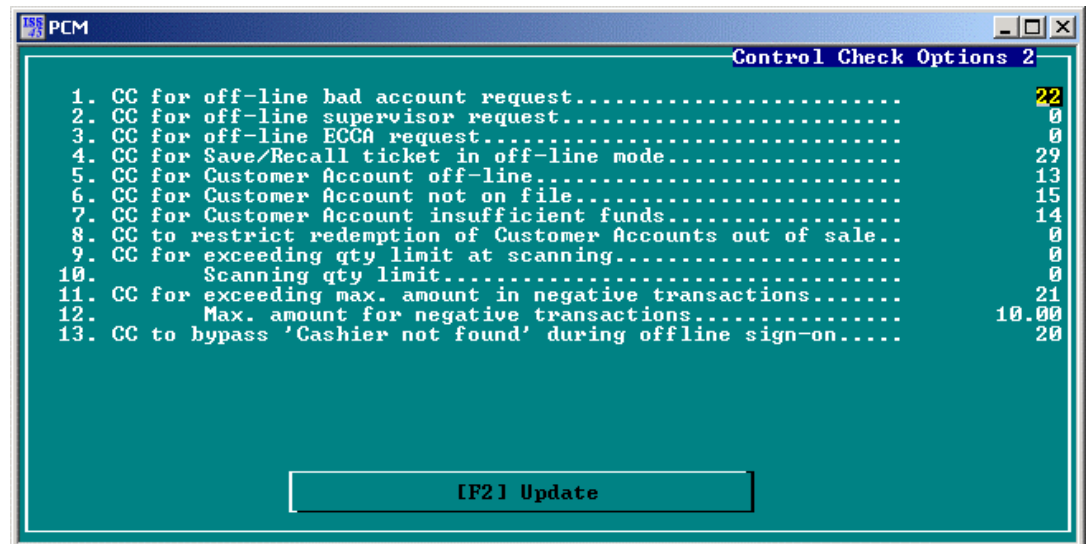 ISS 45 PCM
Control Check Options 2
1. CC for off-line bad account request......................... 22
2. CC for off-line supervisor request.......................... 0
3. CC for off-line ECCA request................................ 0
4. CC for Save/Recall ticket in off-line mode.................. 29
5. CC for Customer Account off-line............................ 13
6. CC for Customer Account not on file......................... 15
7. CC for Customer Account insufficient funds.................. 14
8. CC to restrict redemption of Customer Accounts out of sale.. 0
9. CC for exceeding qty limit at scanning...................... 0
10. Scanning qty limit................................... 0
11. CC for exceeding max. amount in negative transactions....... 21
12. Max. amount for negative transactions................ 10.00
13. CC to bypass 'Cashier not found' during offline sign-on..... 20
[F2] Update